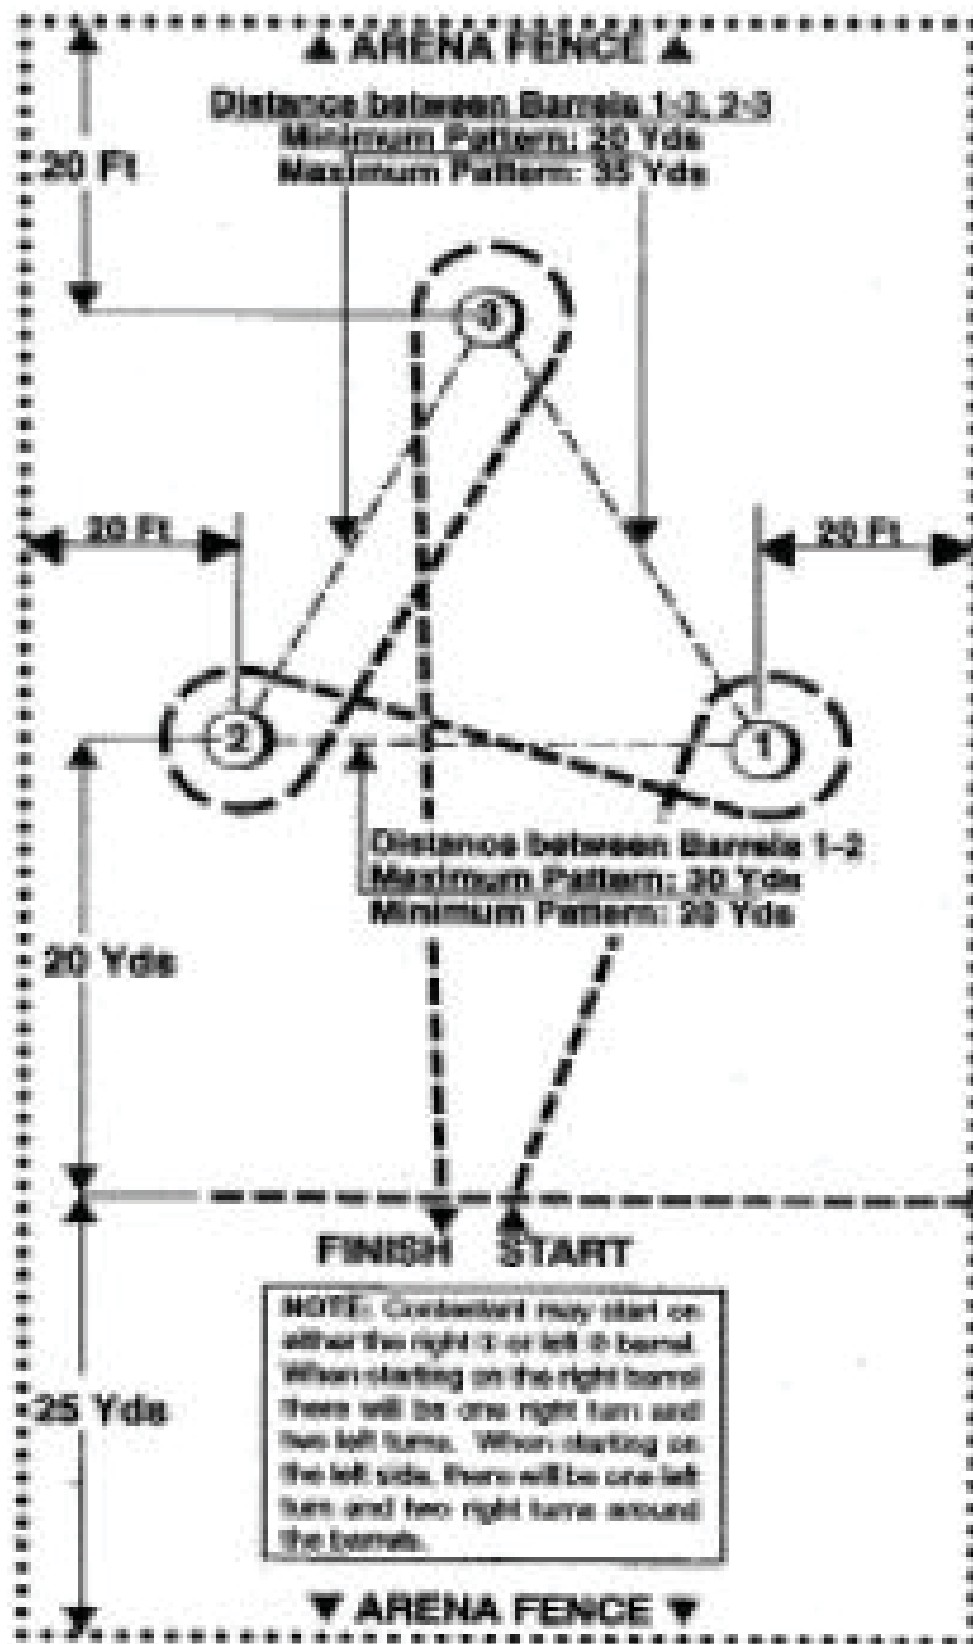 ▲ ARENA FENCE ▲
Distance between Barrels 1-3, 2-3
Minimum Pattern: 20 Yds
Maximum Pattern: 35 Yds
20 Ft
3
20 Ft
20 Ft
2
1
Distance between Barrels 1-2
Maximum Pattern: 30 Yds
Minimum Pattern: 20 Yds
20 Yds
FINISH START
NOTE: Contestant may start on
either the right or left barrel.
When starting on the right barrel
there will be one right turn and
two left turns. When starting on
the left side, there will be one left
turn and two right turns around
the barrels.
25 Yds
▼ ARENA FENCE ▼